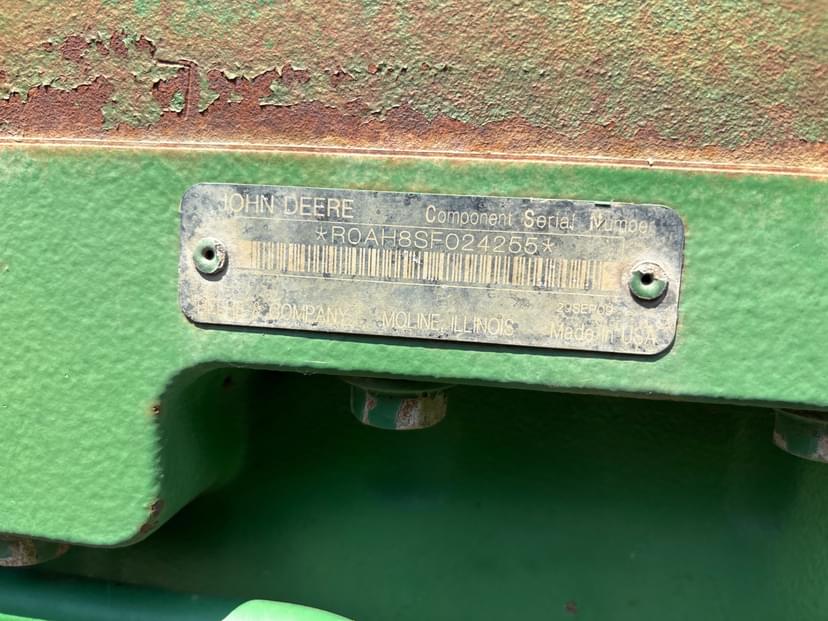 JOHN DEERE Component Serial Number
*R0AH8SF024255*
& COMPANY MOLINE, ILLINOIS
Made in USA